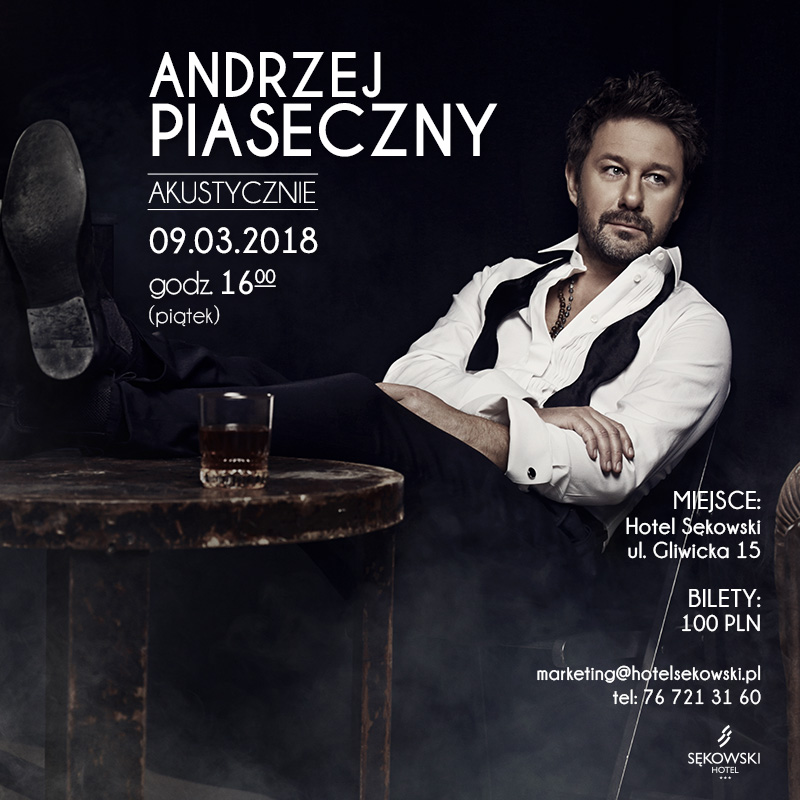 ANDRZEJ
PIASECZNY
AKUSTYCZNIE
09.03.2018
godz. 16⁰⁰
(piątek)
MIEJSCE:
Hotel Sękowski
ul. Gliwicka 15
BILETY:
100 PLN
marketing@hotelsekowski.pl
tel: 76 721 31 60
SĘKOWSKI
HOTEL
***